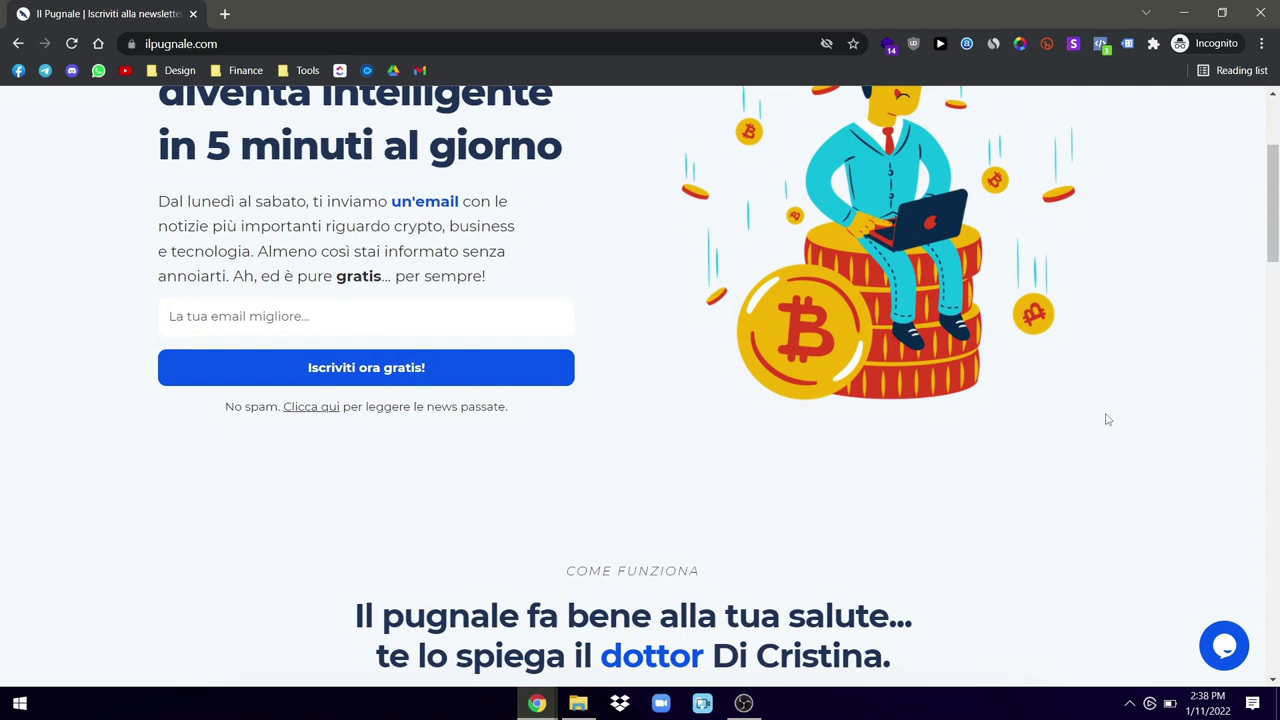 Il Pugnale | Iscriviti alla newslette
ilpugnale.com
14
3
Incognito
Design
Finance
Tools
Reading list
diventa intelligente
in 5 minuti al giorno
Dal lunedì al sabato, ti inviamo un'email con le
notizie più importanti riguardo crypto, business
e tecnologia. Almeno così stai informato senza
annoiarti. Ah, ed è pure gratis... per sempre!
La tua email migliore...
Iscriviti ora gratis!
No spam. Clicca qui per leggere le news passate.
COME FUNZIONA
Il pugnale fa bene alla tua salute...
te lo spiega il dottor Di Cristina.
2:38 PM
1/11/2022